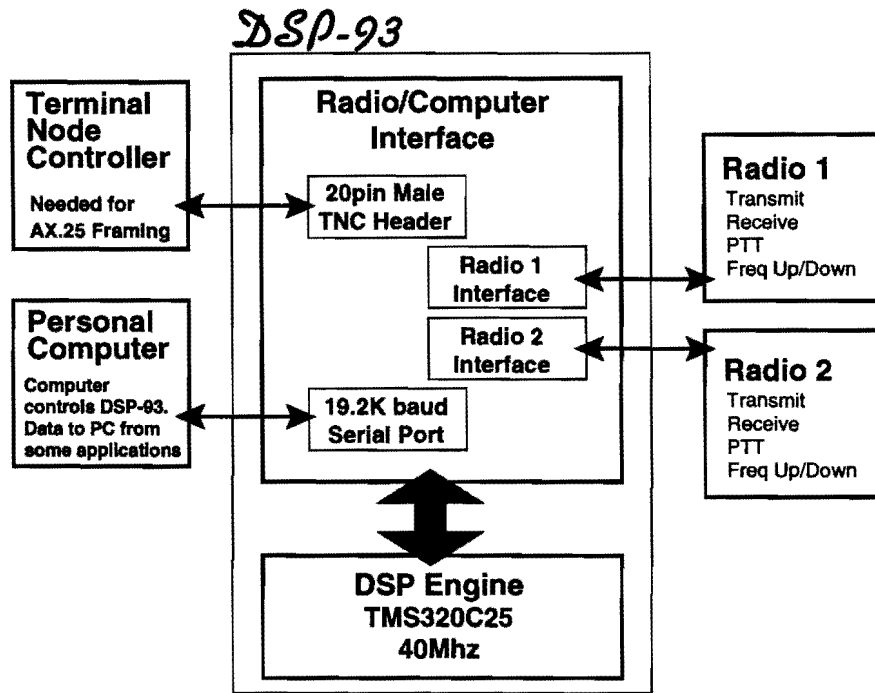 DSP-93
Terminal
Node
Controller
Needed for
AX.25 Framing
Radio/Computer
Interface
20pin Male
TNC Header
Radio 1
Interface
Radio 2
Interface
19.2K baud
Serial Port
Personal
Computer
Computer
controls DSP-93.
Data to PC from
some applications
Radio 1
Transmit
Receive
PTT
Freq Up/Down
Radio 2
Transmit
Receive
PTT
Freq Up/Down
DSP Engine
TMS320C25
40Mhz